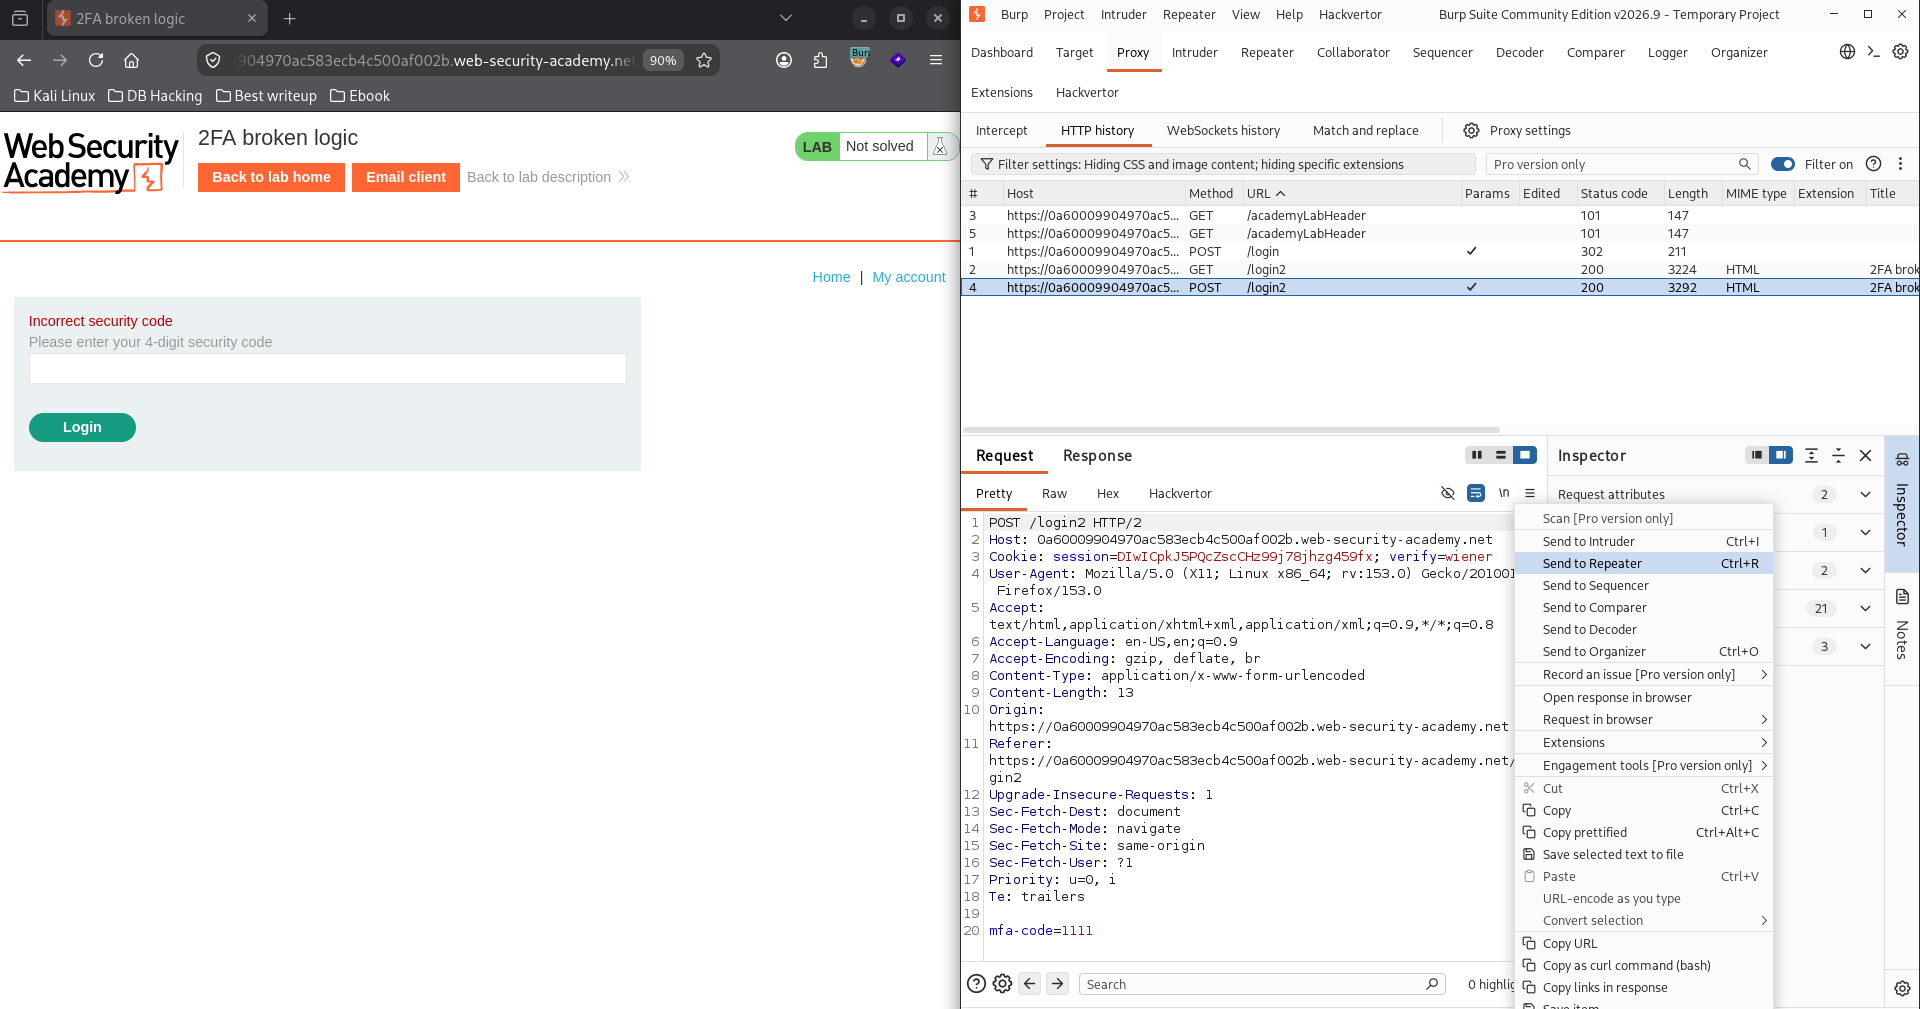 2FA broken logic
904970ac583ecb4c500af002b.web-security-academy.net
90%
Burp
Kali Linux
DB Hacking
Best writeup
Ebook
Web Security
Academy
2FA broken logic
Back to lab home
Email client
Back to lab description
LAB
Not solved
Home | My account
Incorrect security code
Please enter your 4-digit security code
Login
Burp Project Intruder Repeater View Help Hackvertor
Burp Suite Community Edition v2026.9 - Temporary Project
Dashboard Target Proxy Intruder Repeater Collaborator Sequencer Decoder Comparer Logger Organizer
Extensions Hackvertor
Intercept HTTP history WebSockets history Match and replace Proxy settings
Filter settings: Hiding CSS and image content; hiding specific extensions
Pro version only
Filter on
# Host Method URL Params Edited Status code Length MIME type Extension Title
3 https://0a60009904970ac5... GET /academyLabHeader 101 147
5 https://0a60009904970ac5... GET /academyLabHeader 101 147
1 https://0a60009904970ac5... POST /login ✓ 302 211
2 https://0a60009904970ac5... GET /login2 200 3224 HTML 2FA brok
4 https://0a60009904970ac5... POST /login2 ✓ 200 3292 HTML 2FA brok
Request Response
Pretty Raw Hex Hackvertor
\n
1 POST /login2 HTTP/2
2 Host: 0a60009904970ac583ecb4c500af002b.web-security-academy.net
3 Cookie: session=DIwICpkJ5PQcZscCHz99j78jhzg459fx; verify=wiener
4 User-Agent: Mozilla/5.0 (X11; Linux x86_64; rv:153.0) Gecko/201001
Firefox/153.0
5 Accept:
text/html,application/xhtml+xml,application/xml;q=0.9,*/*;q=0.8
6 Accept-Language: en-US,en;q=0.9
7 Accept-Encoding: gzip, deflate, br
8 Content-Type: application/x-www-form-urlencoded
9 Content-Length: 13
10 Origin:
https://0a60009904970ac583ecb4c500af002b.web-security-academy.net
11 Referer:
https://0a60009904970ac583ecb4c500af002b.web-security-academy.net/
gin2
12 Upgrade-Insecure-Requests: 1
13 Sec-Fetch-Dest: document
14 Sec-Fetch-Mode: navigate
15 Sec-Fetch-Site: same-origin
16 Sec-Fetch-User: ?1
17 Priority: u=0, i
18 Te: trailers
19
20 mfa-code=1111
Search
0 highlig
Inspector
Request attributes 2
1
2
21
3
Inspector
Notes
Scan [Pro version only]
Send to Intruder Ctrl+I
Send to Repeater Ctrl+R
Send to Sequencer
Send to Comparer
Send to Decoder
Send to Organizer Ctrl+O
Record an issue [Pro version only]
Open response in browser
Request in browser
Extensions
Engagement tools [Pro version only]
Cut Ctrl+X
Copy Ctrl+C
Copy prettified Ctrl+Alt+C
Save selected text to file
Paste Ctrl+V
URL-encode as you type
Convert selection
Copy URL
Copy as curl command (bash)
Copy links in response
Save item